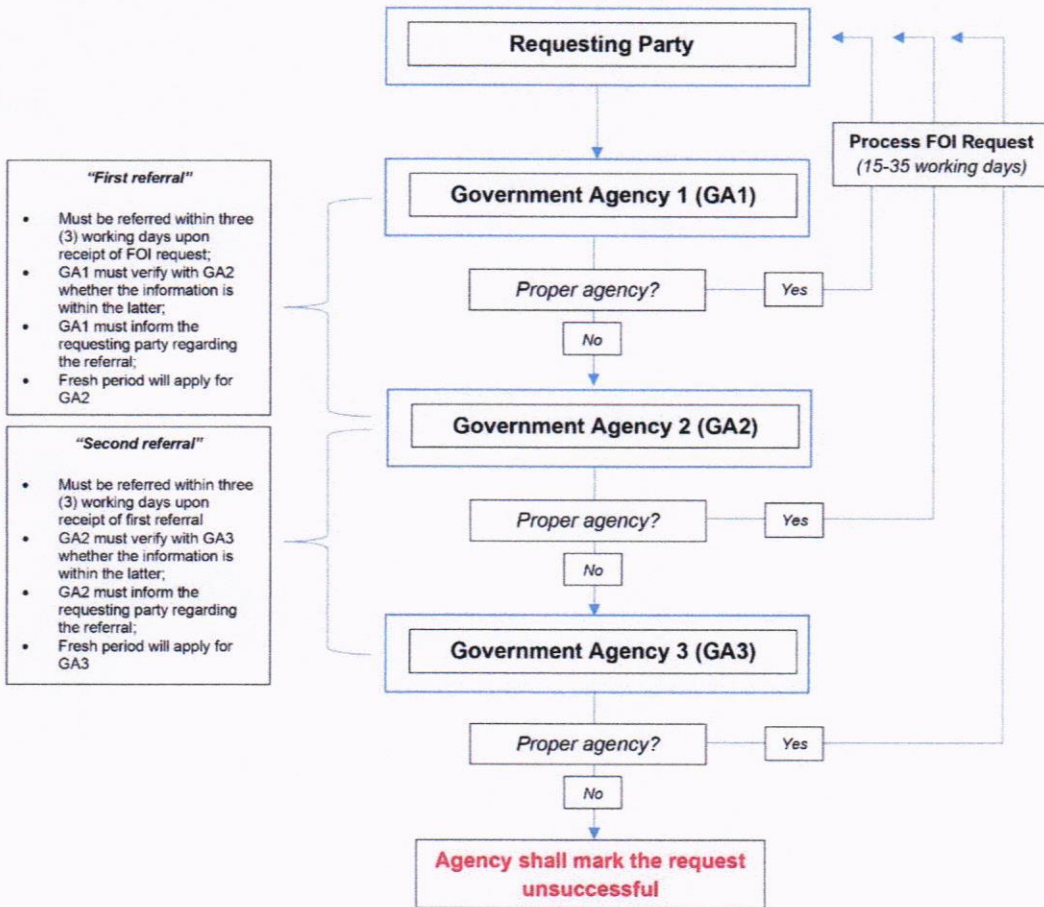 Requesting Party
Process FOI Request
(15-35 working days)
"First referral"
• Must be referred within three
(3) working days upon
receipt of FOI request;
• GA1 must verify with GA2
whether the information is
within the latter;
• GA1 must inform the
requesting party regarding
the referral;
• Fresh period will apply for
GA2
Government Agency 1 (GA1)
Proper agency?
Yes
No
Government Agency 2 (GA2)
"Second referral"
• Must be referred within three
(3) working days upon
receipt of first referral
• GA2 must verify with GA3
whether the information is
within the latter;
• GA2 must inform the
requesting party regarding
the referral;
• Fresh period will apply for
GA3
Proper agency?
Yes
No
Government Agency 3 (GA3)
Proper agency?
Yes
No
Agency shall mark the request
unsuccessful